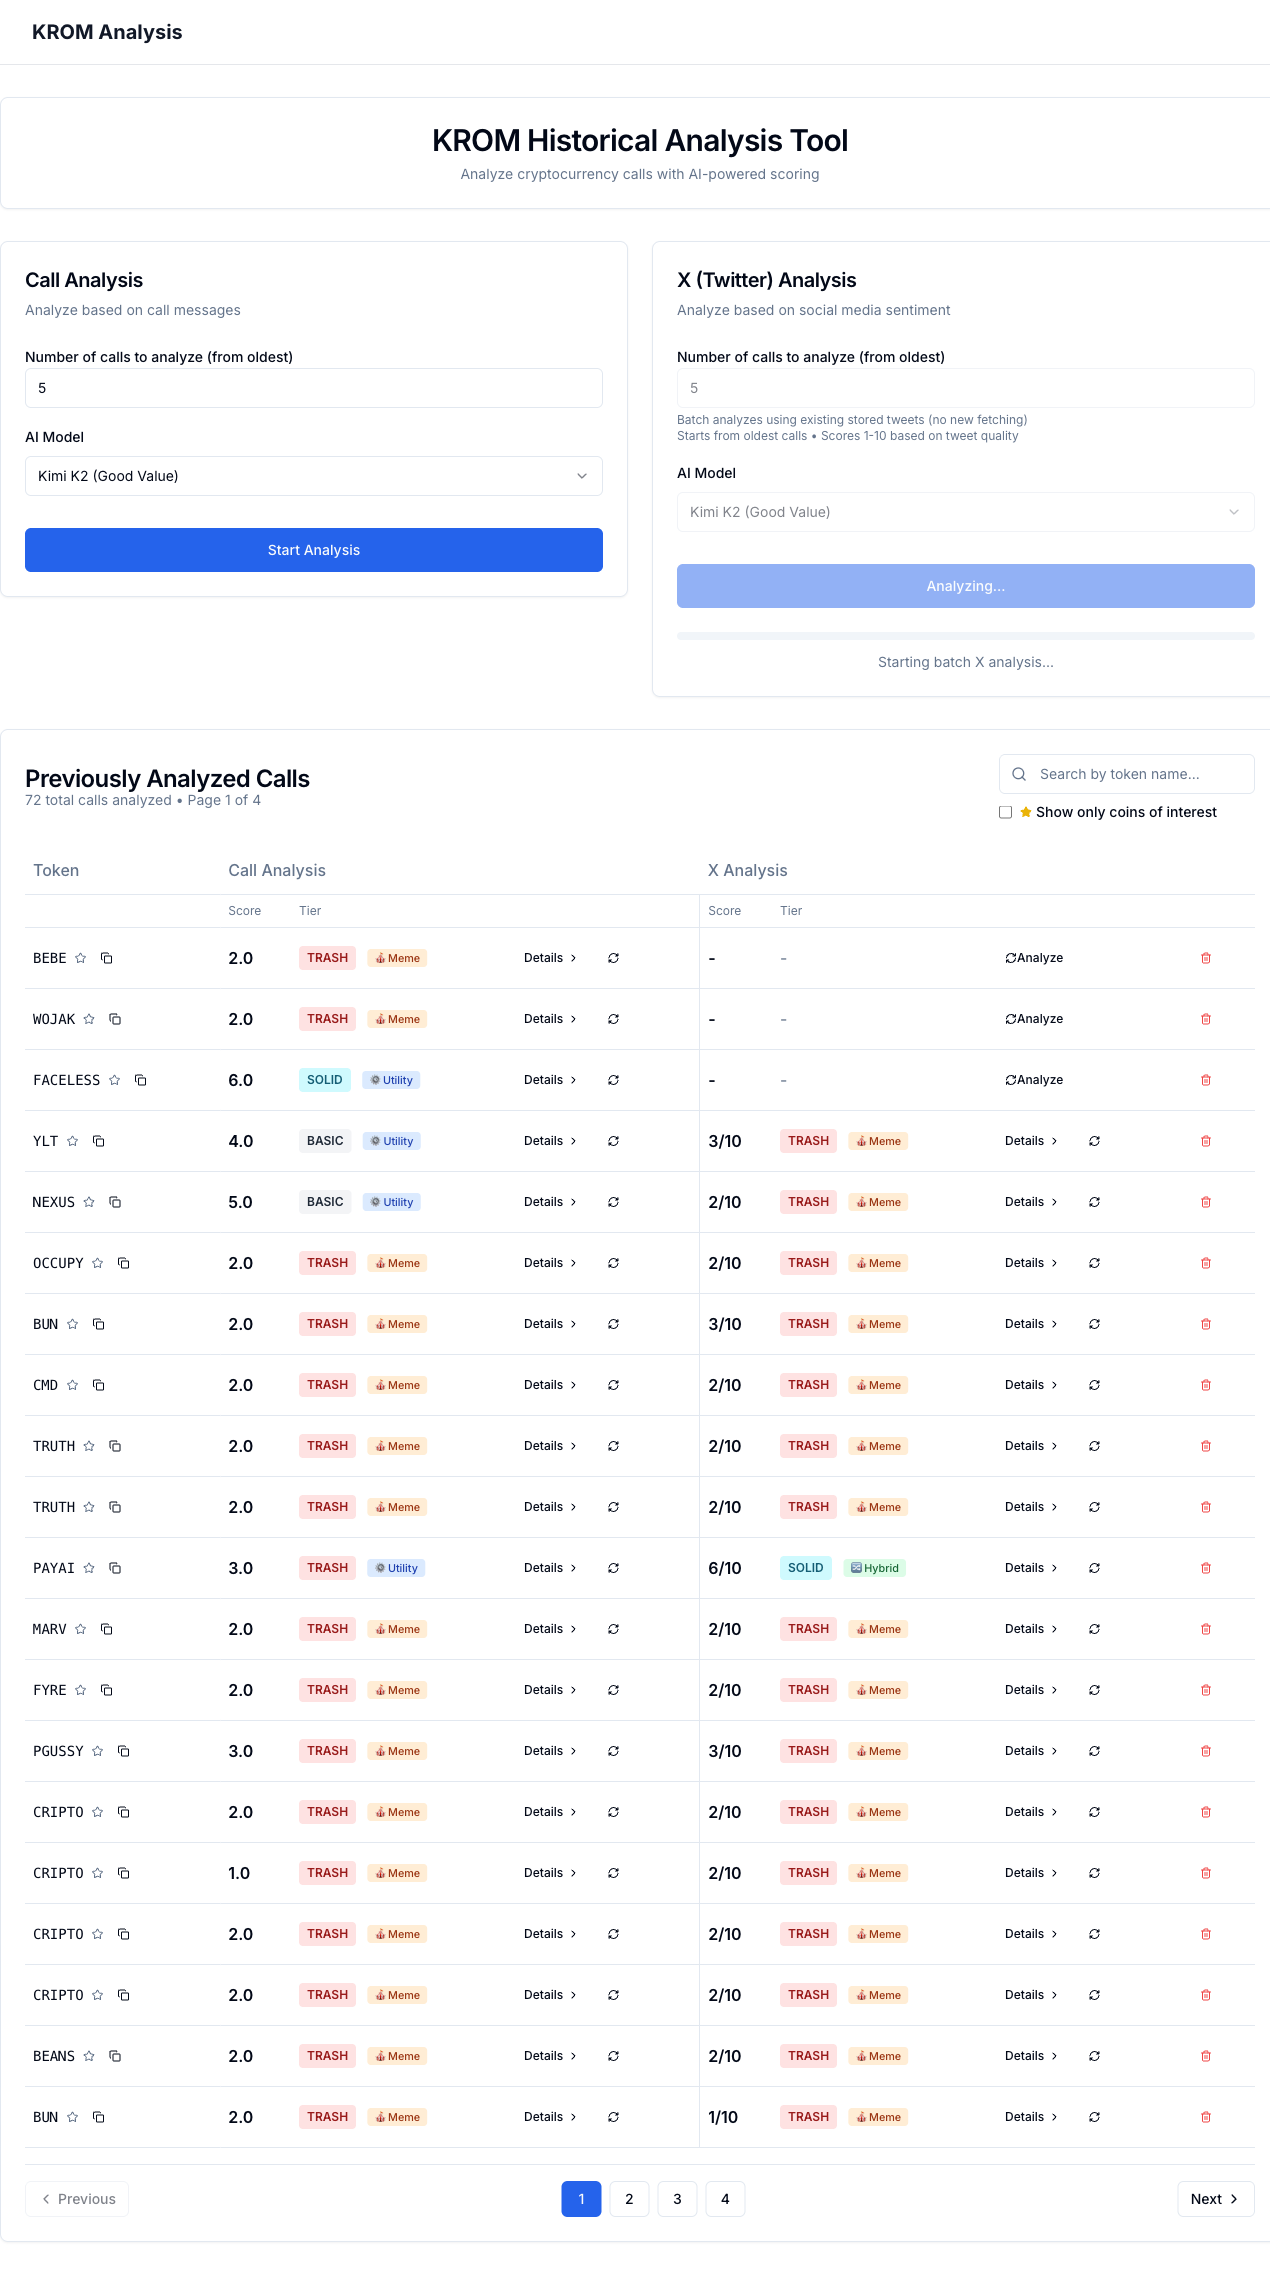 KROM Analysis
KROM Historical Analysis Tool
Analyze cryptocurrency calls with AI-powered scoring
Call Analysis
Analyze based on call messages
Number of calls to analyze (from oldest)
5
AI Model
Kimi K2 (Good Value)
Start Analysis
X (Twitter) Analysis
Analyze based on social media sentiment
Number of calls to analyze (from oldest)
5
Batch analyzes using existing stored tweets (no new fetching)
Starts from oldest calls • Scores 1-10 based on tweet quality
AI Model
Kimi K2 (Good Value)
Analyzing...
Starting batch X analysis...
Previously Analyzed Calls
72 total calls analyzed • Page 1 of 4
Search by token name...
Show only coins of interest
Token Call Analysis X Analysis
Score Tier Score Tier
BEBE 2.0 TRASH Meme Details - - Analyze
WOJAK 2.0 TRASH Meme Details - - Analyze
FACELESS 6.0 SOLID Utility Details - - Analyze
YLT 4.0 BASIC Utility Details 3/10 TRASH Meme Details
NEXUS 5.0 BASIC Utility Details 2/10 TRASH Meme Details
OCCUPY 2.0 TRASH Meme Details 2/10 TRASH Meme Details
BUN 2.0 TRASH Meme Details 3/10 TRASH Meme Details
CMD 2.0 TRASH Meme Details 2/10 TRASH Meme Details
TRUTH 2.0 TRASH Meme Details 2/10 TRASH Meme Details
TRUTH 2.0 TRASH Meme Details 2/10 TRASH Meme Details
PAYAI 3.0 TRASH Utility Details 6/10 SOLID Hybrid Details
MARV 2.0 TRASH Meme Details 2/10 TRASH Meme Details
FYRE 2.0 TRASH Meme Details 2/10 TRASH Meme Details
PGUSSY 3.0 TRASH Meme Details 3/10 TRASH Meme Details
CRIPTO 2.0 TRASH Meme Details 2/10 TRASH Meme Details
CRIPTO 1.0 TRASH Meme Details 2/10 TRASH Meme Details
CRIPTO 2.0 TRASH Meme Details 2/10 TRASH Meme Details
CRIPTO 2.0 TRASH Meme Details 2/10 TRASH Meme Details
BEANS 2.0 TRASH Meme Details 2/10 TRASH Meme Details
BUN 2.0 TRASH Meme Details 1/10 TRASH Meme Details
Previous 1 2 3 4 Next